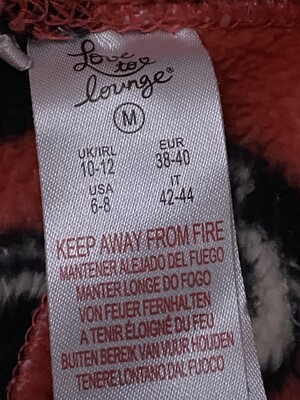 Love to
lounge®
M
UK/IRL EUR
10-12 38-40
USA IT
6-8 42-44
KEEP AWAY FROM FIRE
MANTENER ALEJADO DEL FUEGO
MANTER LONGE DO FOGO
VON FEUER FERNHALTEN
A TENIR ÉLOIGNÉ DU FEU
BUITEN BEREIK VAN VUUR HOUDEN
TENERE LONTANO DAL FUOCO